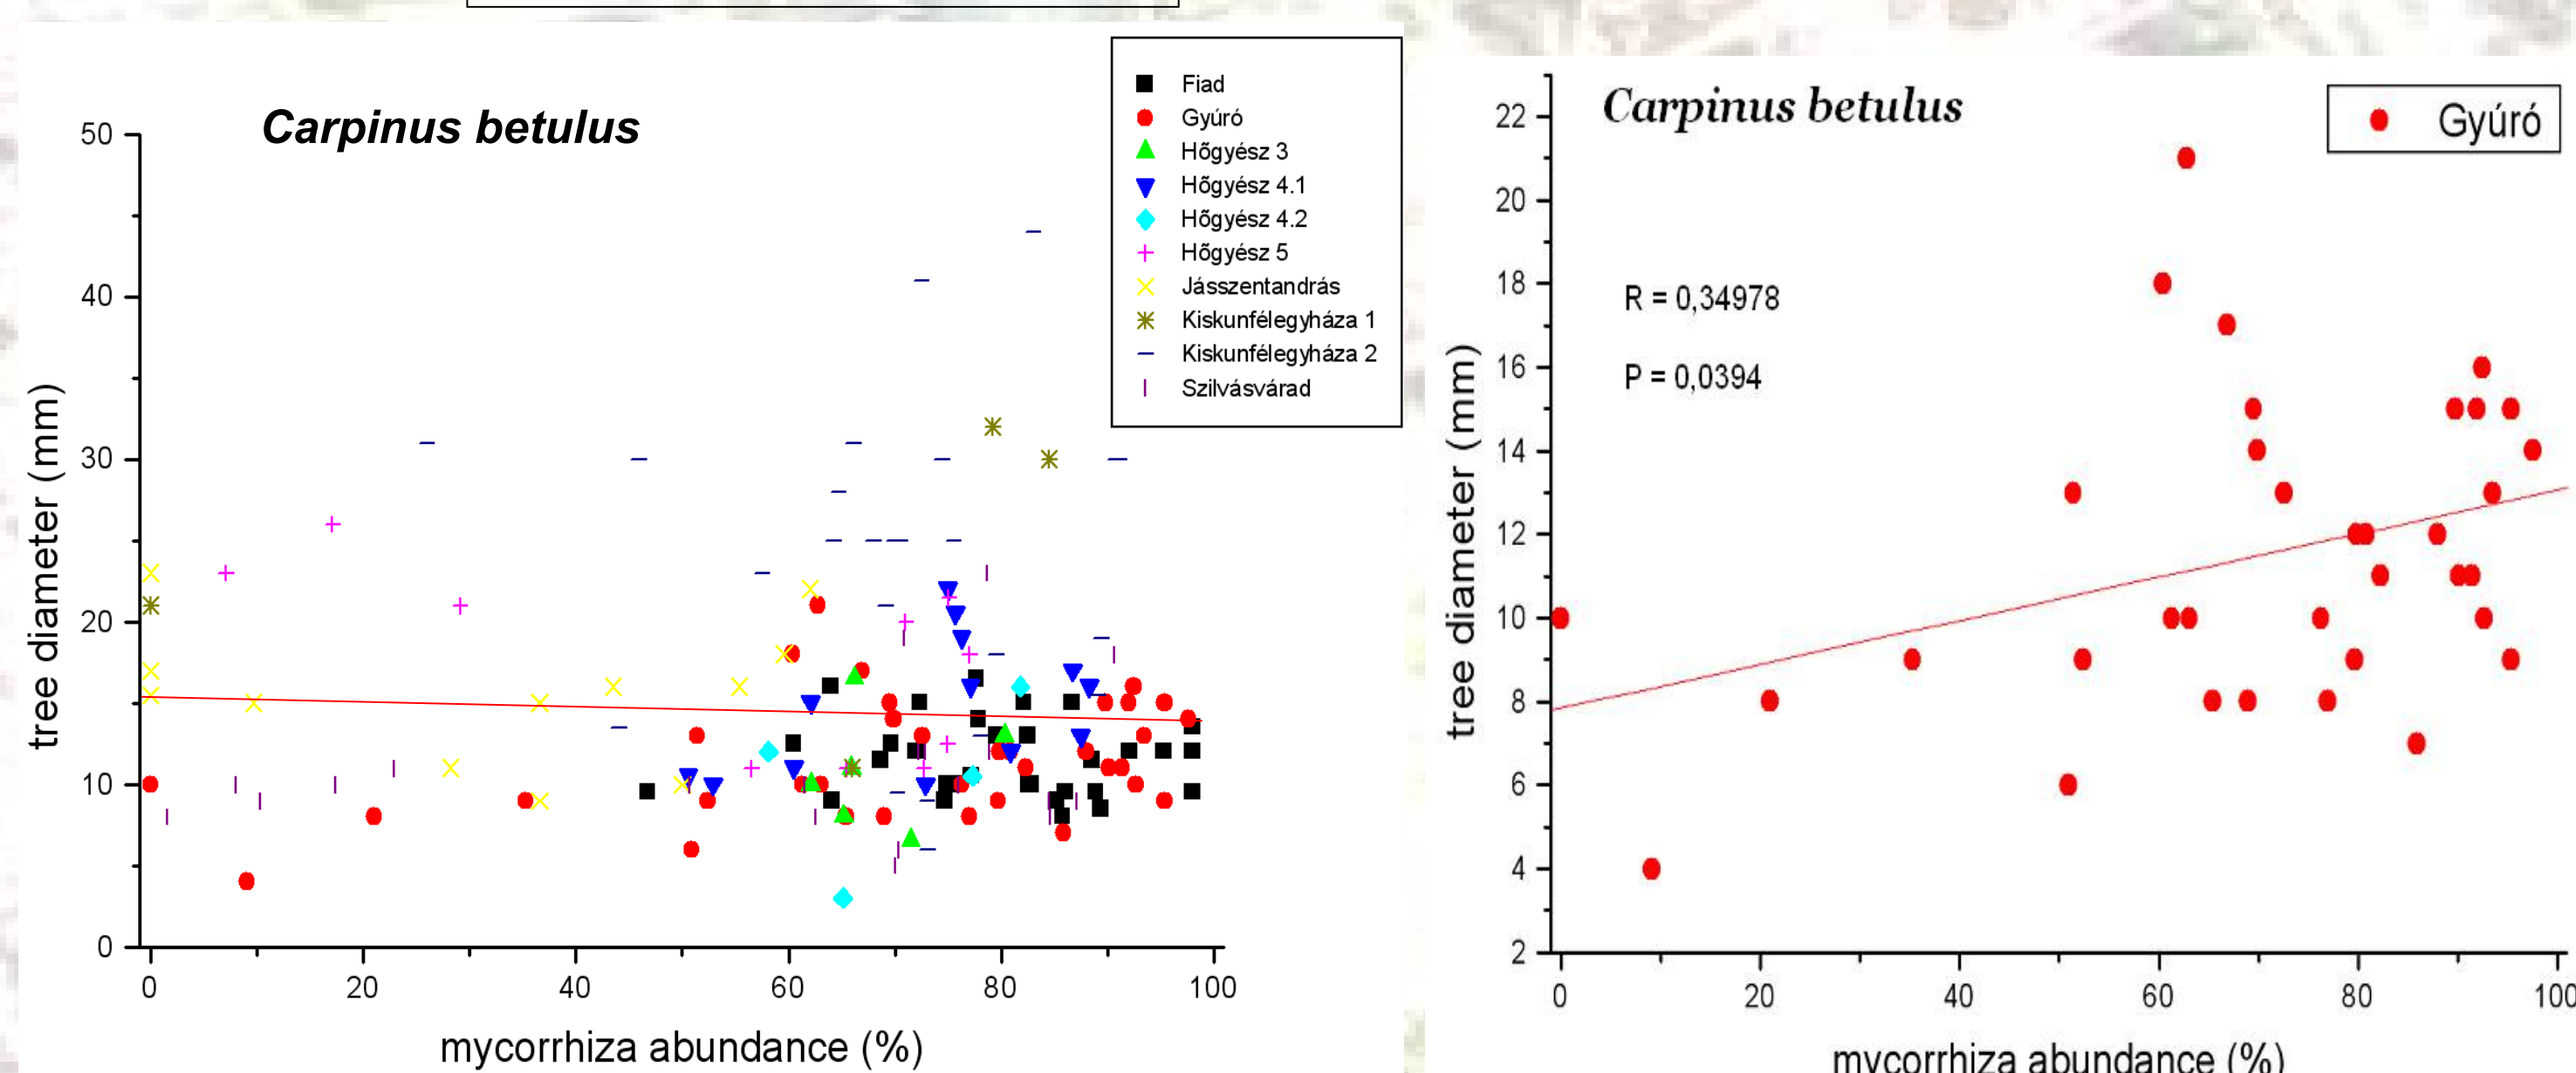 Carpinus betulus
Fiad
Gyúró
Hőgyész 3
Hőgyész 4.1
Hőgyész 4.2
Hőgyész 5
Jásszentandrás
Kiskunfélegyháza 1
Kiskunfélegyháza 2
Szilvásvárad
50
40
30
20
10
0
tree diameter (mm)
0 20 40 60 80 100
mycorrhiza abundance (%)
Carpinus betulus
Gyúró
R = 0,34978
P = 0,0394
22
20
18
16
14
12
10
8
6
4
2
tree diameter (mm)
0 20 40 60 80 100
mycorrhiza abundance (%)